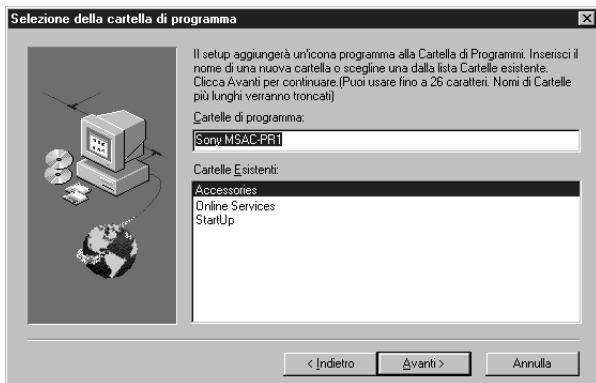 Selezione della cartella di programma
Il setup aggiungerà un'icona programma alla Cartella di Programmi. Inserisci il
nome di una nuova cartella o scegline una dalla lista Cartelle esistente.
Clicca Avanti per continuare.(Puoi usare fino a 26 caratteri. Nomi di Cartelle
più lunghi verranno troncati)
Cartelle di programma:
Sony MSAC-PR1
Cartelle Esistenti:
Accessories
Online Services
StartUp
< Indietro
Avanti >
Annulla